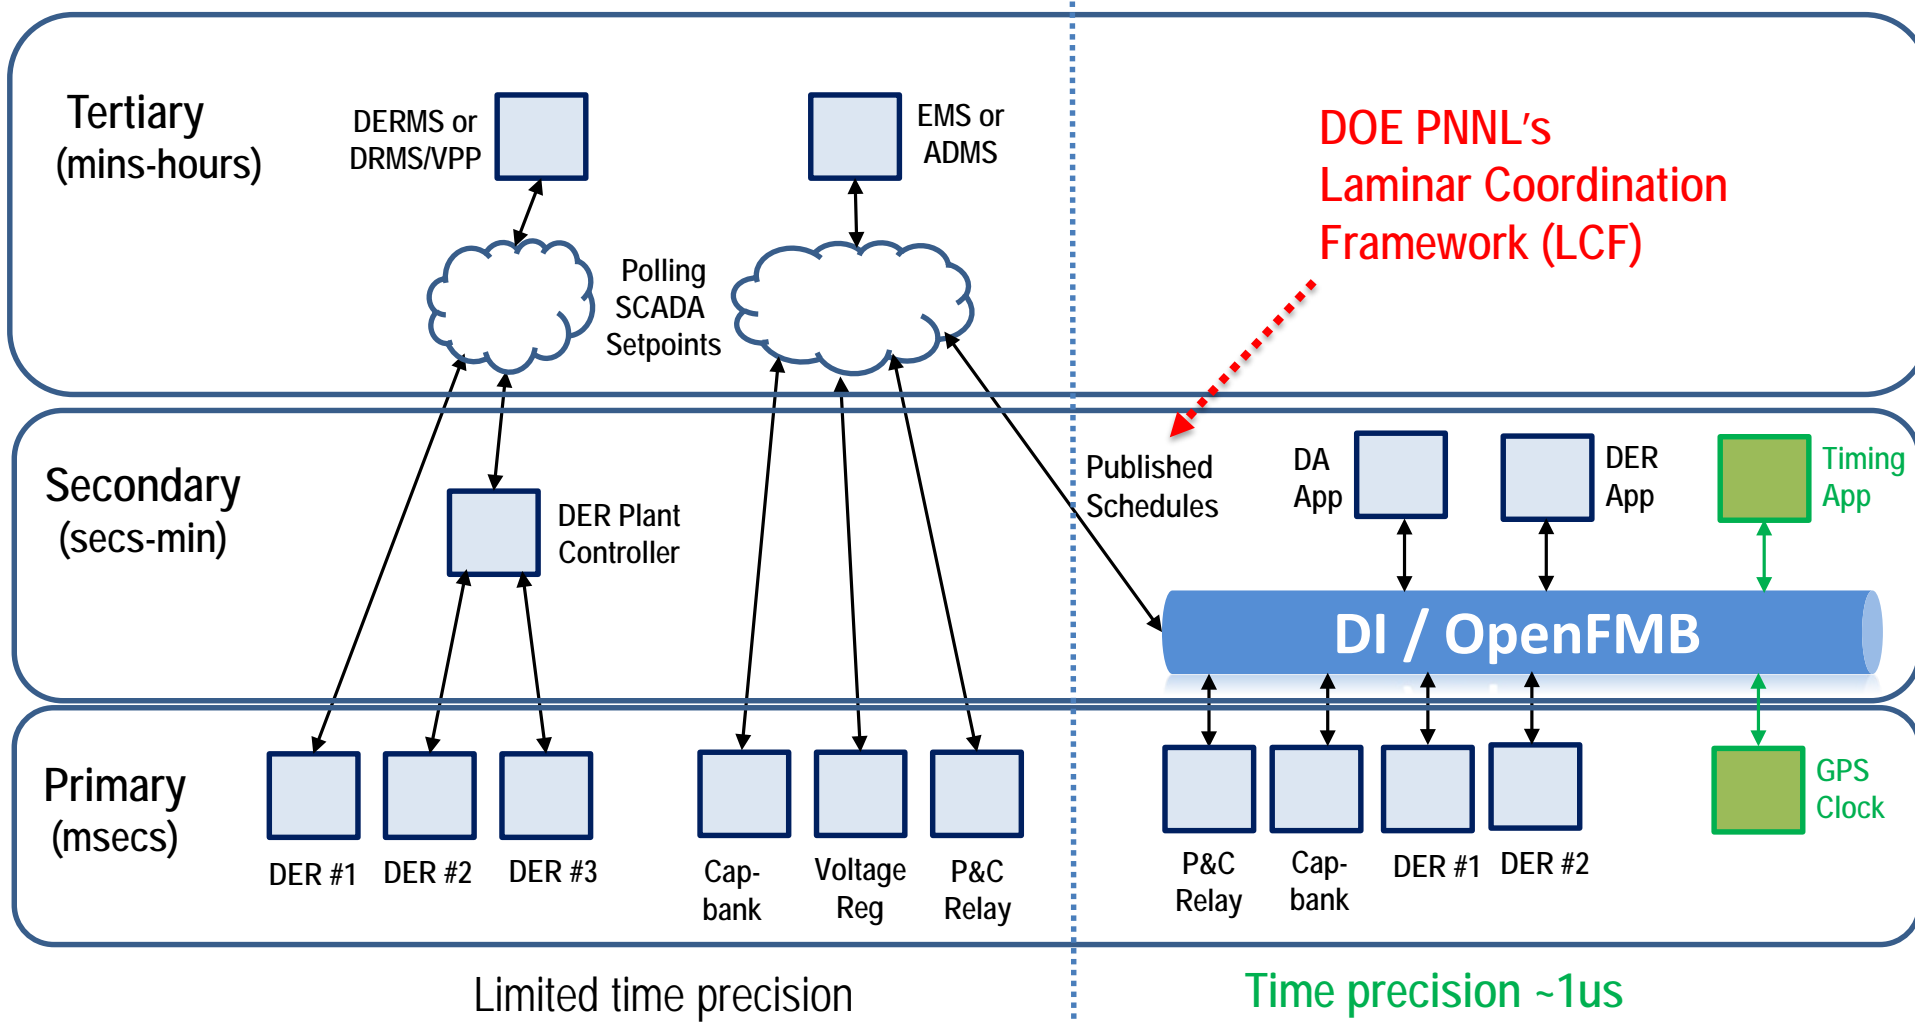 Tertiary
(mins-hours)
DERMS or
DRMS/VPP
EMS or
ADMS
DOE PNNL's
Laminar Coordination
Framework (LCF)
Polling
SCADA
Setpoints
Secondary
(secs-min)
DER Plant
Controller
Published
Schedules
DA
App
DER
App
Timing
App
DI / OpenFMB
Primary
(msecs)
DER #1
DER #2
DER #3
Cap-
bank
Voltage
Reg
P&C
Relay
P&C
Relay
Cap-
bank
DER #1
DER #2
GPS
Clock
Limited time precision
Time precision ~1us